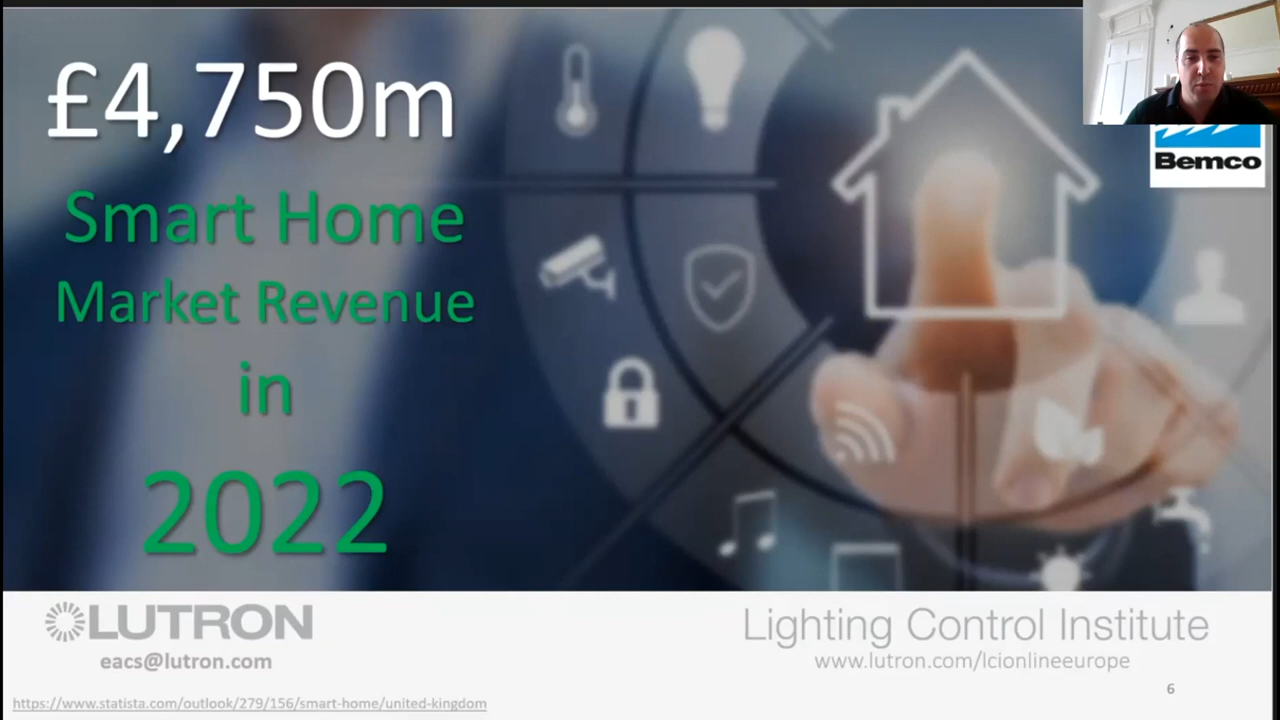 £4,750m
Smart Home
Market Revenue
in
2022
Bemco
LUTRON
eacs@lutron.com
Lighting Control Institute
www.lutron.com/lcionlineeurope
6
https://www.statista.com/outlook/279/156/smart-home/united-kingdom